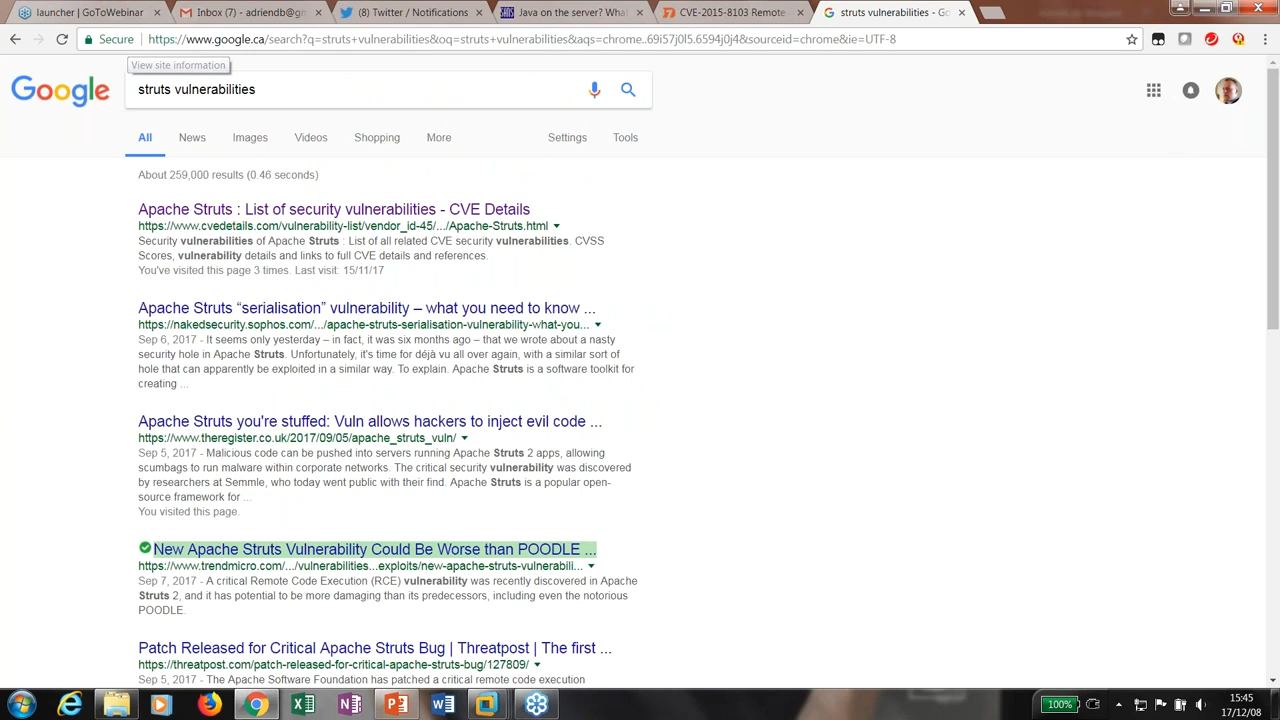 launcher | GoToWebinar
Inbox (7) - adriendb@gm
(8) Twitter / Notifications
Java on the server? What
CVE-2015-8103 Remote
struts vulnerabilities - Go
Secure
https://www.google.ca/search?q=struts+vulnerabilities&oq=struts+vulnerabilities&aqs=chrome..69i57j0l5.6594j0j4&sourceid=chrome&ie=UTF-8
View site information
Google
struts vulnerabilities
All News Images Videos Shopping More Settings Tools
About 259,000 results (0.46 seconds)
Apache Struts : List of security vulnerabilities - CVE Details
https://www.cvedetails.com/vulnerability-list/vendor_id-45/.../Apache-Struts.html
Security vulnerabilities of Apache Struts : List of all related CVE security vulnerabilities. CVSS
Scores, vulnerability details and links to full CVE details and references.
You've visited this page 3 times. Last visit: 15/11/17
Apache Struts “serialisation” vulnerability – what you need to know ...
https://nakedsecurity.sophos.com/.../apache-struts-serialisation-vulnerability-what-you...
Sep 6, 2017 - It seems only yesterday – in fact, it was six months ago – that we wrote about a nasty
security hole in Apache Struts. Unfortunately, it's time for déjà vu all over again, with a similar sort of
hole that can apparently be exploited in a similar way. To explain. Apache Struts is a software toolkit for
creating ...
Apache Struts you're stuffed: Vuln allows hackers to inject evil code ...
https://www.theregister.co.uk/2017/09/05/apache_struts_vuln/
Sep 5, 2017 - Malicious code can be pushed into servers running Apache Struts 2 apps, allowing
scumbags to run malware within corporate networks. The critical security vulnerability was discovered
by researchers at Semmle, who today went public with their find. Apache Struts is a popular open-
source framework for ...
You visited this page.
New Apache Struts Vulnerability Could Be Worse than POODLE ...
https://www.trendmicro.com/.../vulnerabilities...exploits/new-apache-struts-vulnerabili...
Sep 7, 2017 - A critical Remote Code Execution (RCE) vulnerability was recently discovered in Apache
Struts 2, and it has potential to be more damaging than its predecessors, including even the notorious
POODLE.
Patch Released for Critical Apache Struts Bug | Threatpost | The first ...
https://threatpost.com/patch-released-for-critical-apache-struts-bug/127809/
Sep 5, 2017 - The Apache Software Foundation has patched a critical remote code execution
100%
15:45
17/12/08